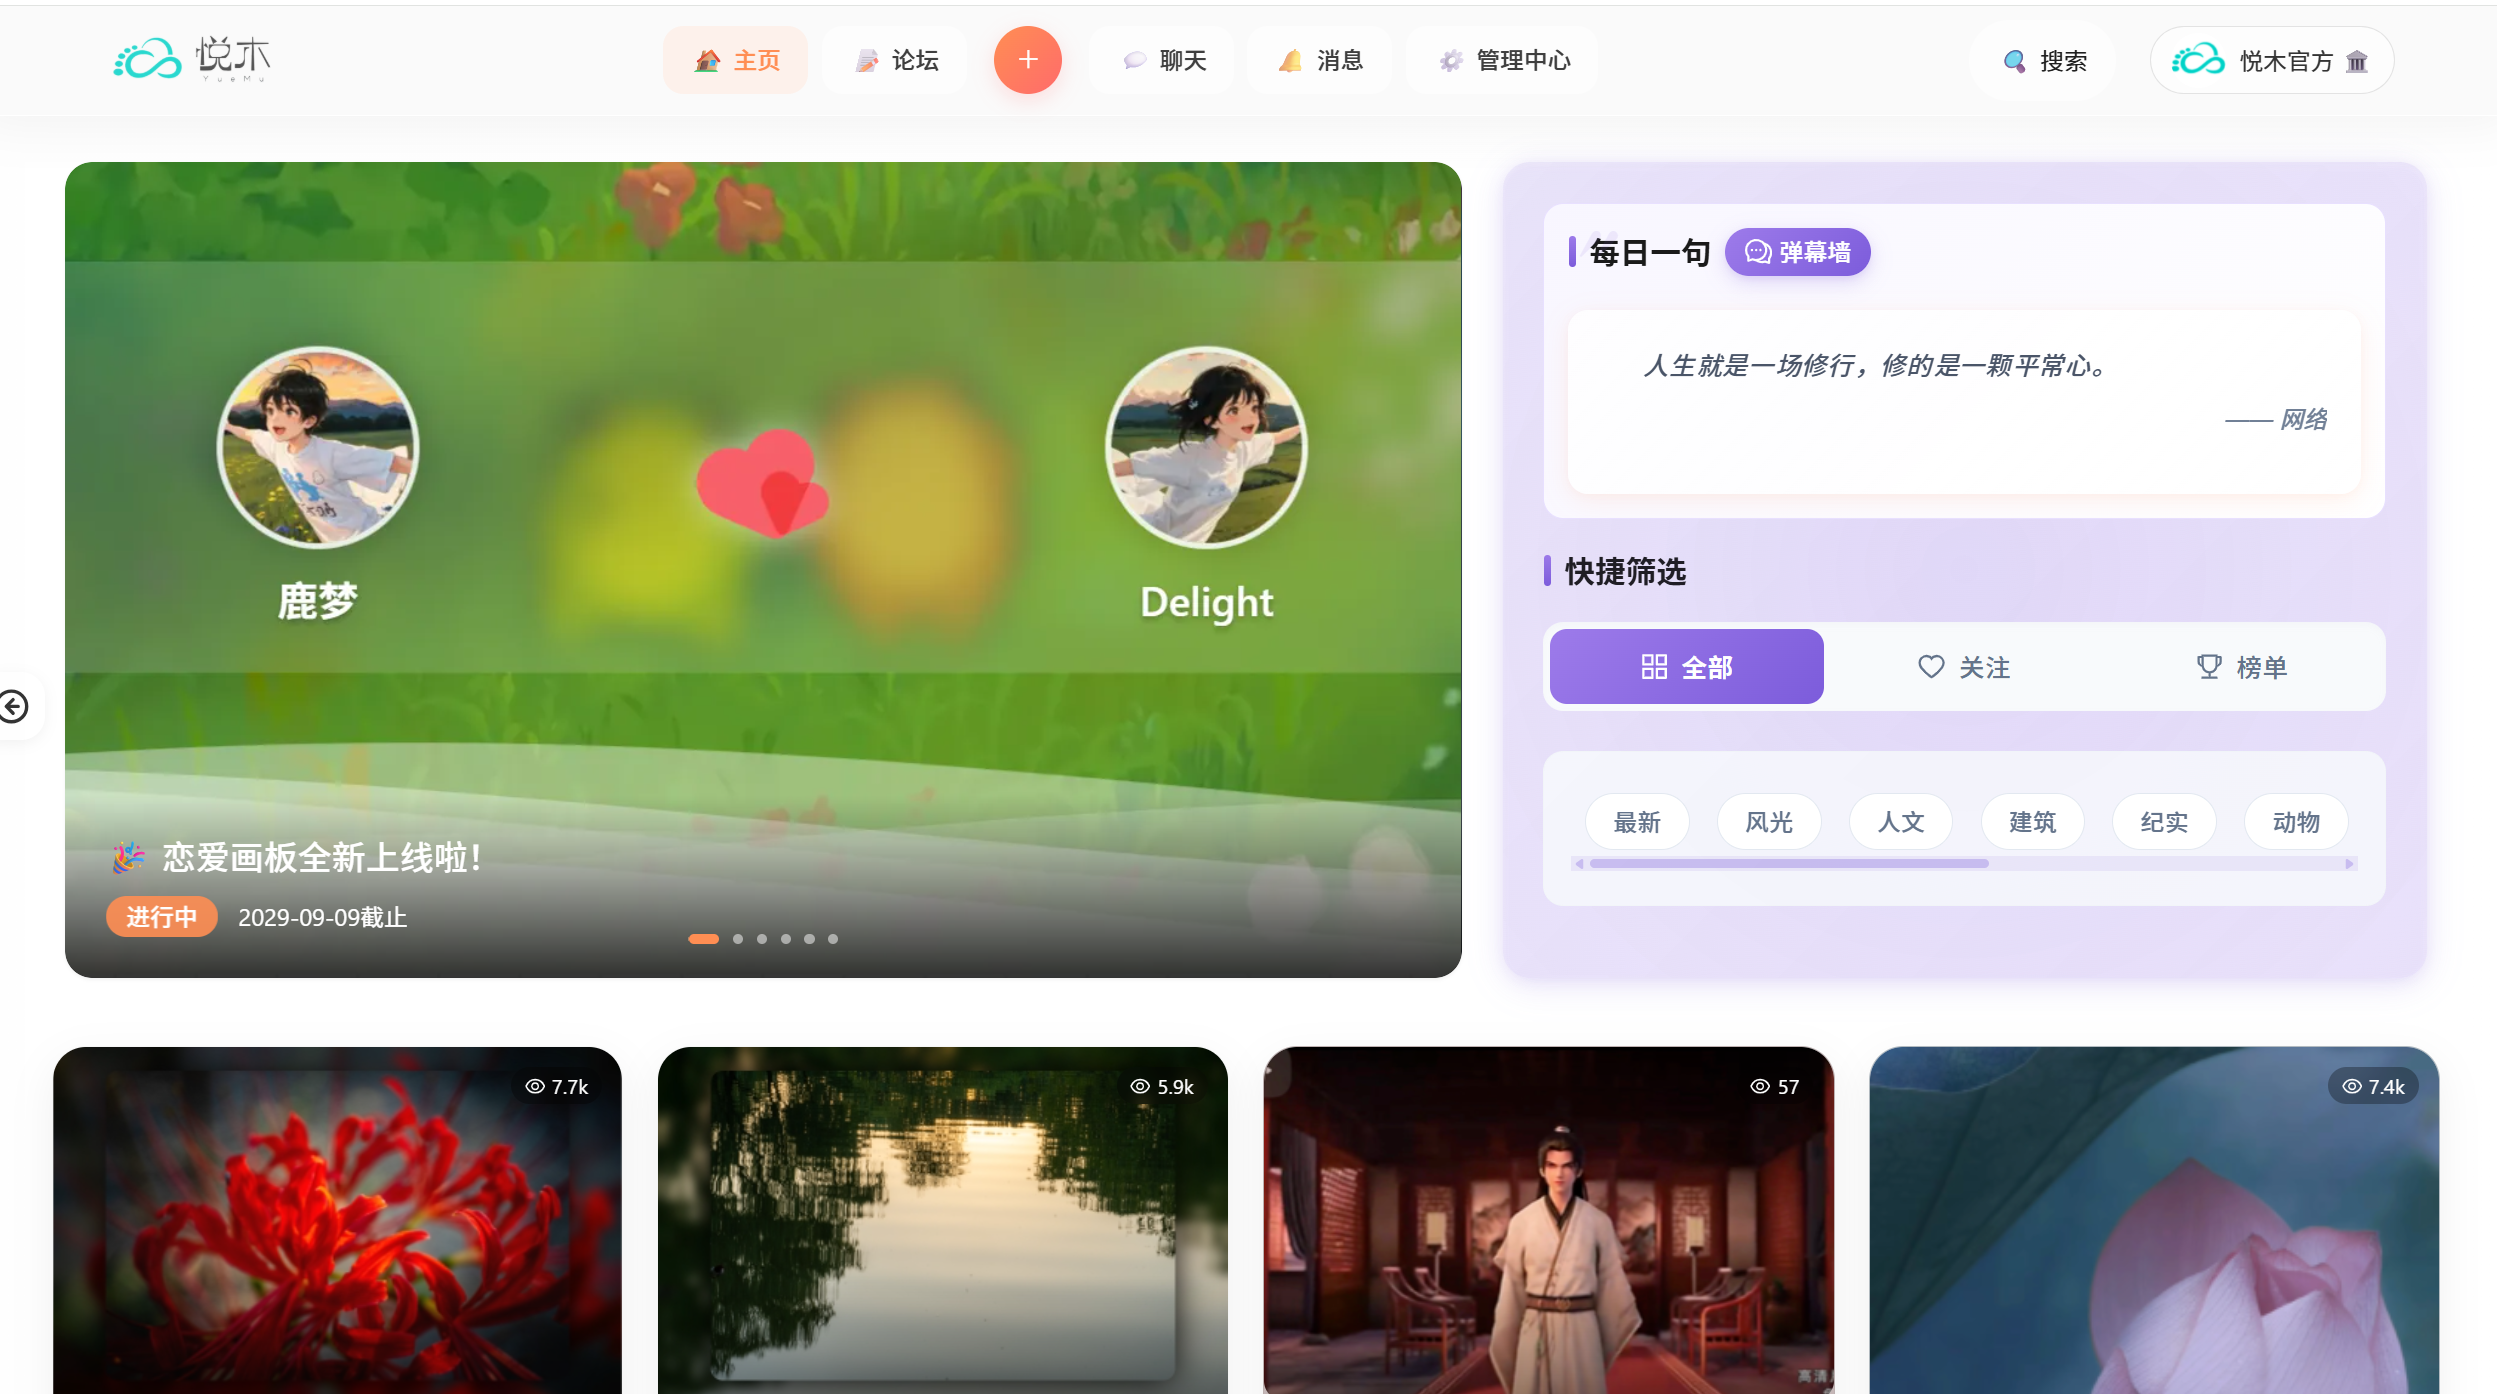 悦木
YueMu
主页
论坛
+
聊天
消息
管理中心
搜索
悦木官方
鹿梦
Delight
恋爱画板全新上线啦！
进行中 2029-09-09截止
每日一句 弹幕墙
人生就是一场修行，修的是一颗平常心。
—— 网络
快捷筛选
全部 关注 榜单
最新 风光 人文 建筑 纪实 动物
7.7k
5.9k
57
7.4k
高清